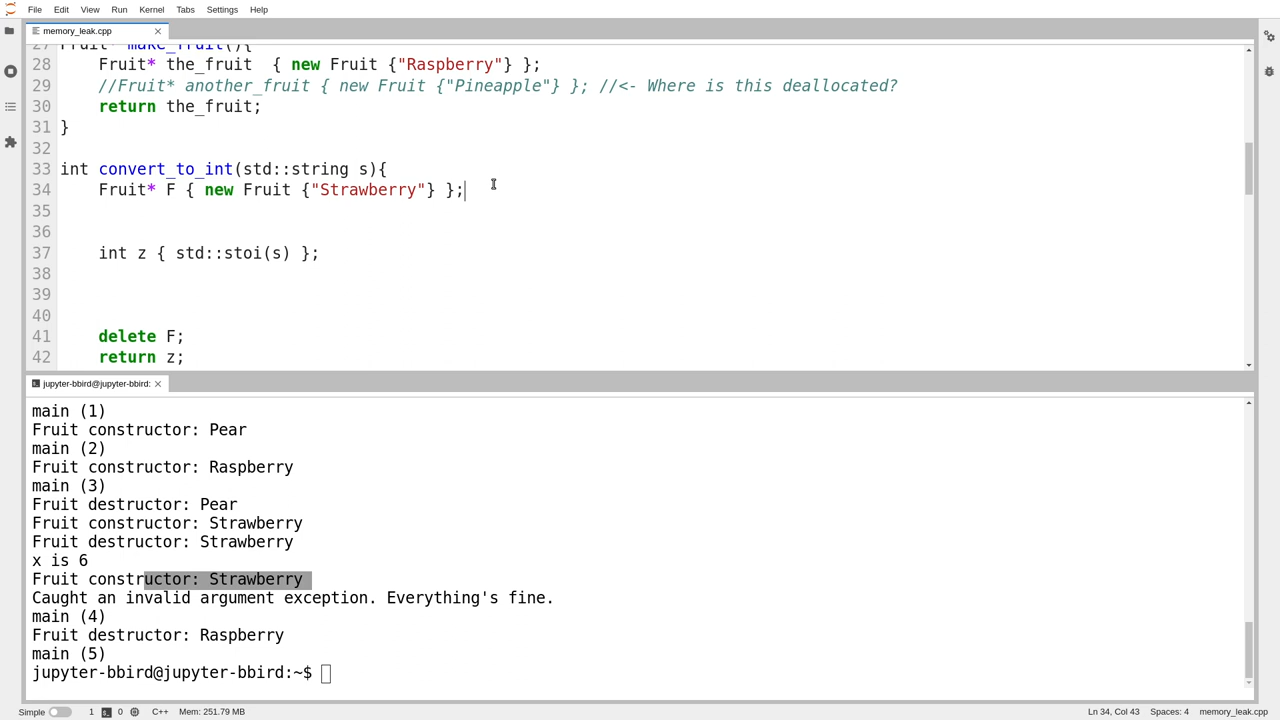 File Edit View Run Kernel Tabs Settings Help
memory_leak.cpp
27 Fruit* make_fruit(){
28     Fruit* the_fruit  { new Fruit {"Raspberry"} };
29     //Fruit* another_fruit { new Fruit {"Pineapple"} }; //<- Where is this deallocated?
30     return the_fruit;
31 }
32
33 int convert_to_int(std::string s){
34     Fruit* F { new Fruit {"Strawberry"} };
35
36
37     int z { std::stoi(s) };
38
39
40
41     delete F;
42     return z;
jupyter-bbird@jupyter-bbird:
main (1)
Fruit constructor: Pear
main (2)
Fruit constructor: Raspberry
main (3)
Fruit destructor: Pear
Fruit constructor: Strawberry
Fruit destructor: Strawberry
x is 6
Fruit constructor: Strawberry
Caught an invalid argument exception. Everything's fine.
main (4)
Fruit destructor: Raspberry
main (5)
jupyter-bbird@jupyter-bbird:~$
Simple 1 0 C++ Mem: 251.79 MB Ln 34, Col 43 Spaces: 4 memory_leak.cpp